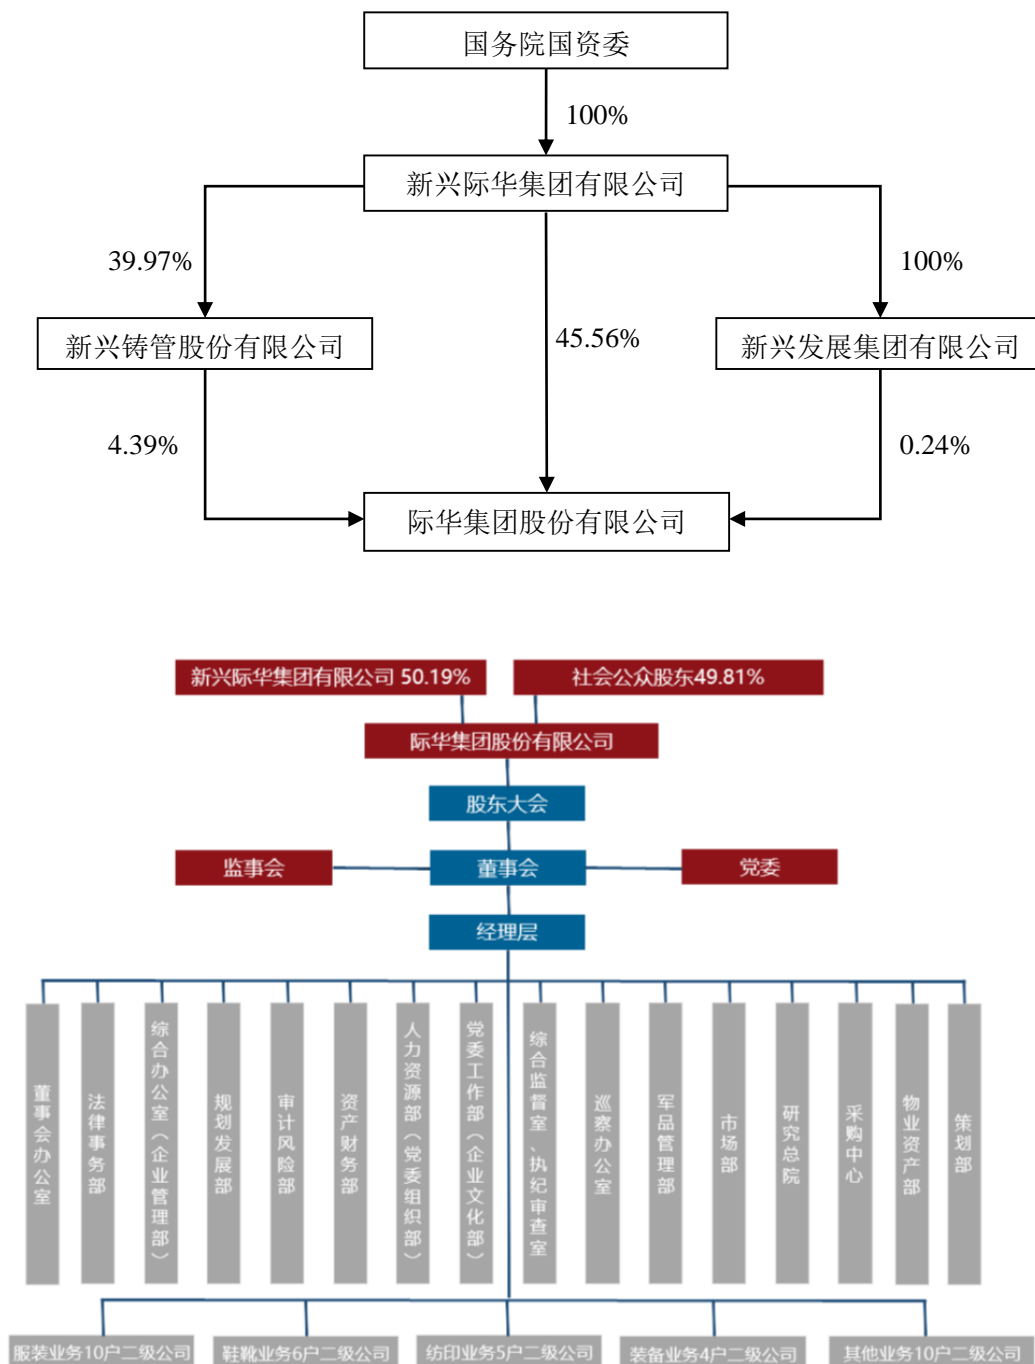 国务院国资委
100%
新兴际华集团有限公司
39.97%
100%
新兴铸管股份有限公司
45.56%
新兴发展集团有限公司
4.39%
0.24%
际华集团股份有限公司
新兴际华集团有限公司 50.19%
社会公众股东49.81%
际华集团股份有限公司
股东大会
监事会
董事会
党委
经理层
董事会办公室
法律事务部
综合办公室（企业管理部）
规划发展部
审计风险部
资产财务部
人力资源部（党委组织部）
党委工作部（企业文化部）
综合监督室、执纪审查室
巡察办公室
军品管理部
市场部
研究总院
采购中心
物业资产部
策划部
服装业务10户二级公司
鞋靴业务6户二级公司
纺印业务5户二级公司
装备业务4户二级公司
其他业务10户二级公司